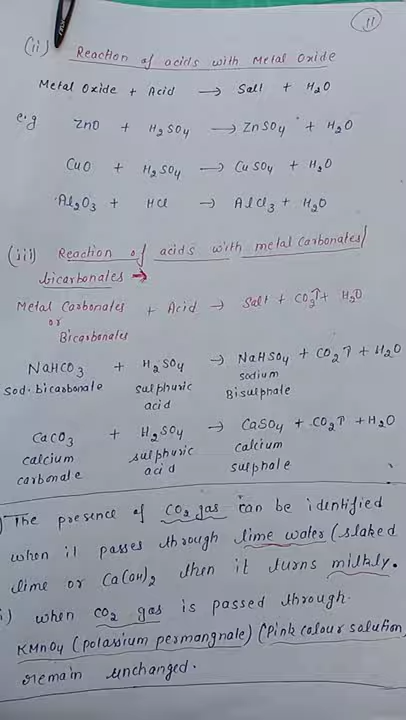 11
(ii) Reaction of acids with Metal Oxide
Metal Oxide + Acid → Salt + H₂O
e.g ZnO + H₂SO₄ → ZnSO₄ + H₂O
CuO + H₂SO₄ → CuSO₄ + H₂O
Al₂O₃ + HCl → AlCl₃ + H₂O
(iii) Reaction of acids with metal Carbonates/
bicarbonates →
Metal Carbonates + Acid → Salt + CO₂↑ + H₂O
or
Bicarbonates
NaHCO₃ + H₂SO₄ → NaHSO₄ + CO₂↑ + H₂O
sod. bicarbonate sulphuric sodium
acid Bisulphate
CaCO₃ + H₂SO₄ → CaSO₄ + CO₂↑ + H₂O
calcium sulphuric calcium
carbonate acid sulphate
) The presence of CO₂ gas can be identified
when it passes through lime water (slaked
lime or Ca(OH)₂ then it turns milkly.
i) when CO₂ gas is passed through
KMnO₄ (potassium permangnate) (Pink colour solution)
remain unchanged.